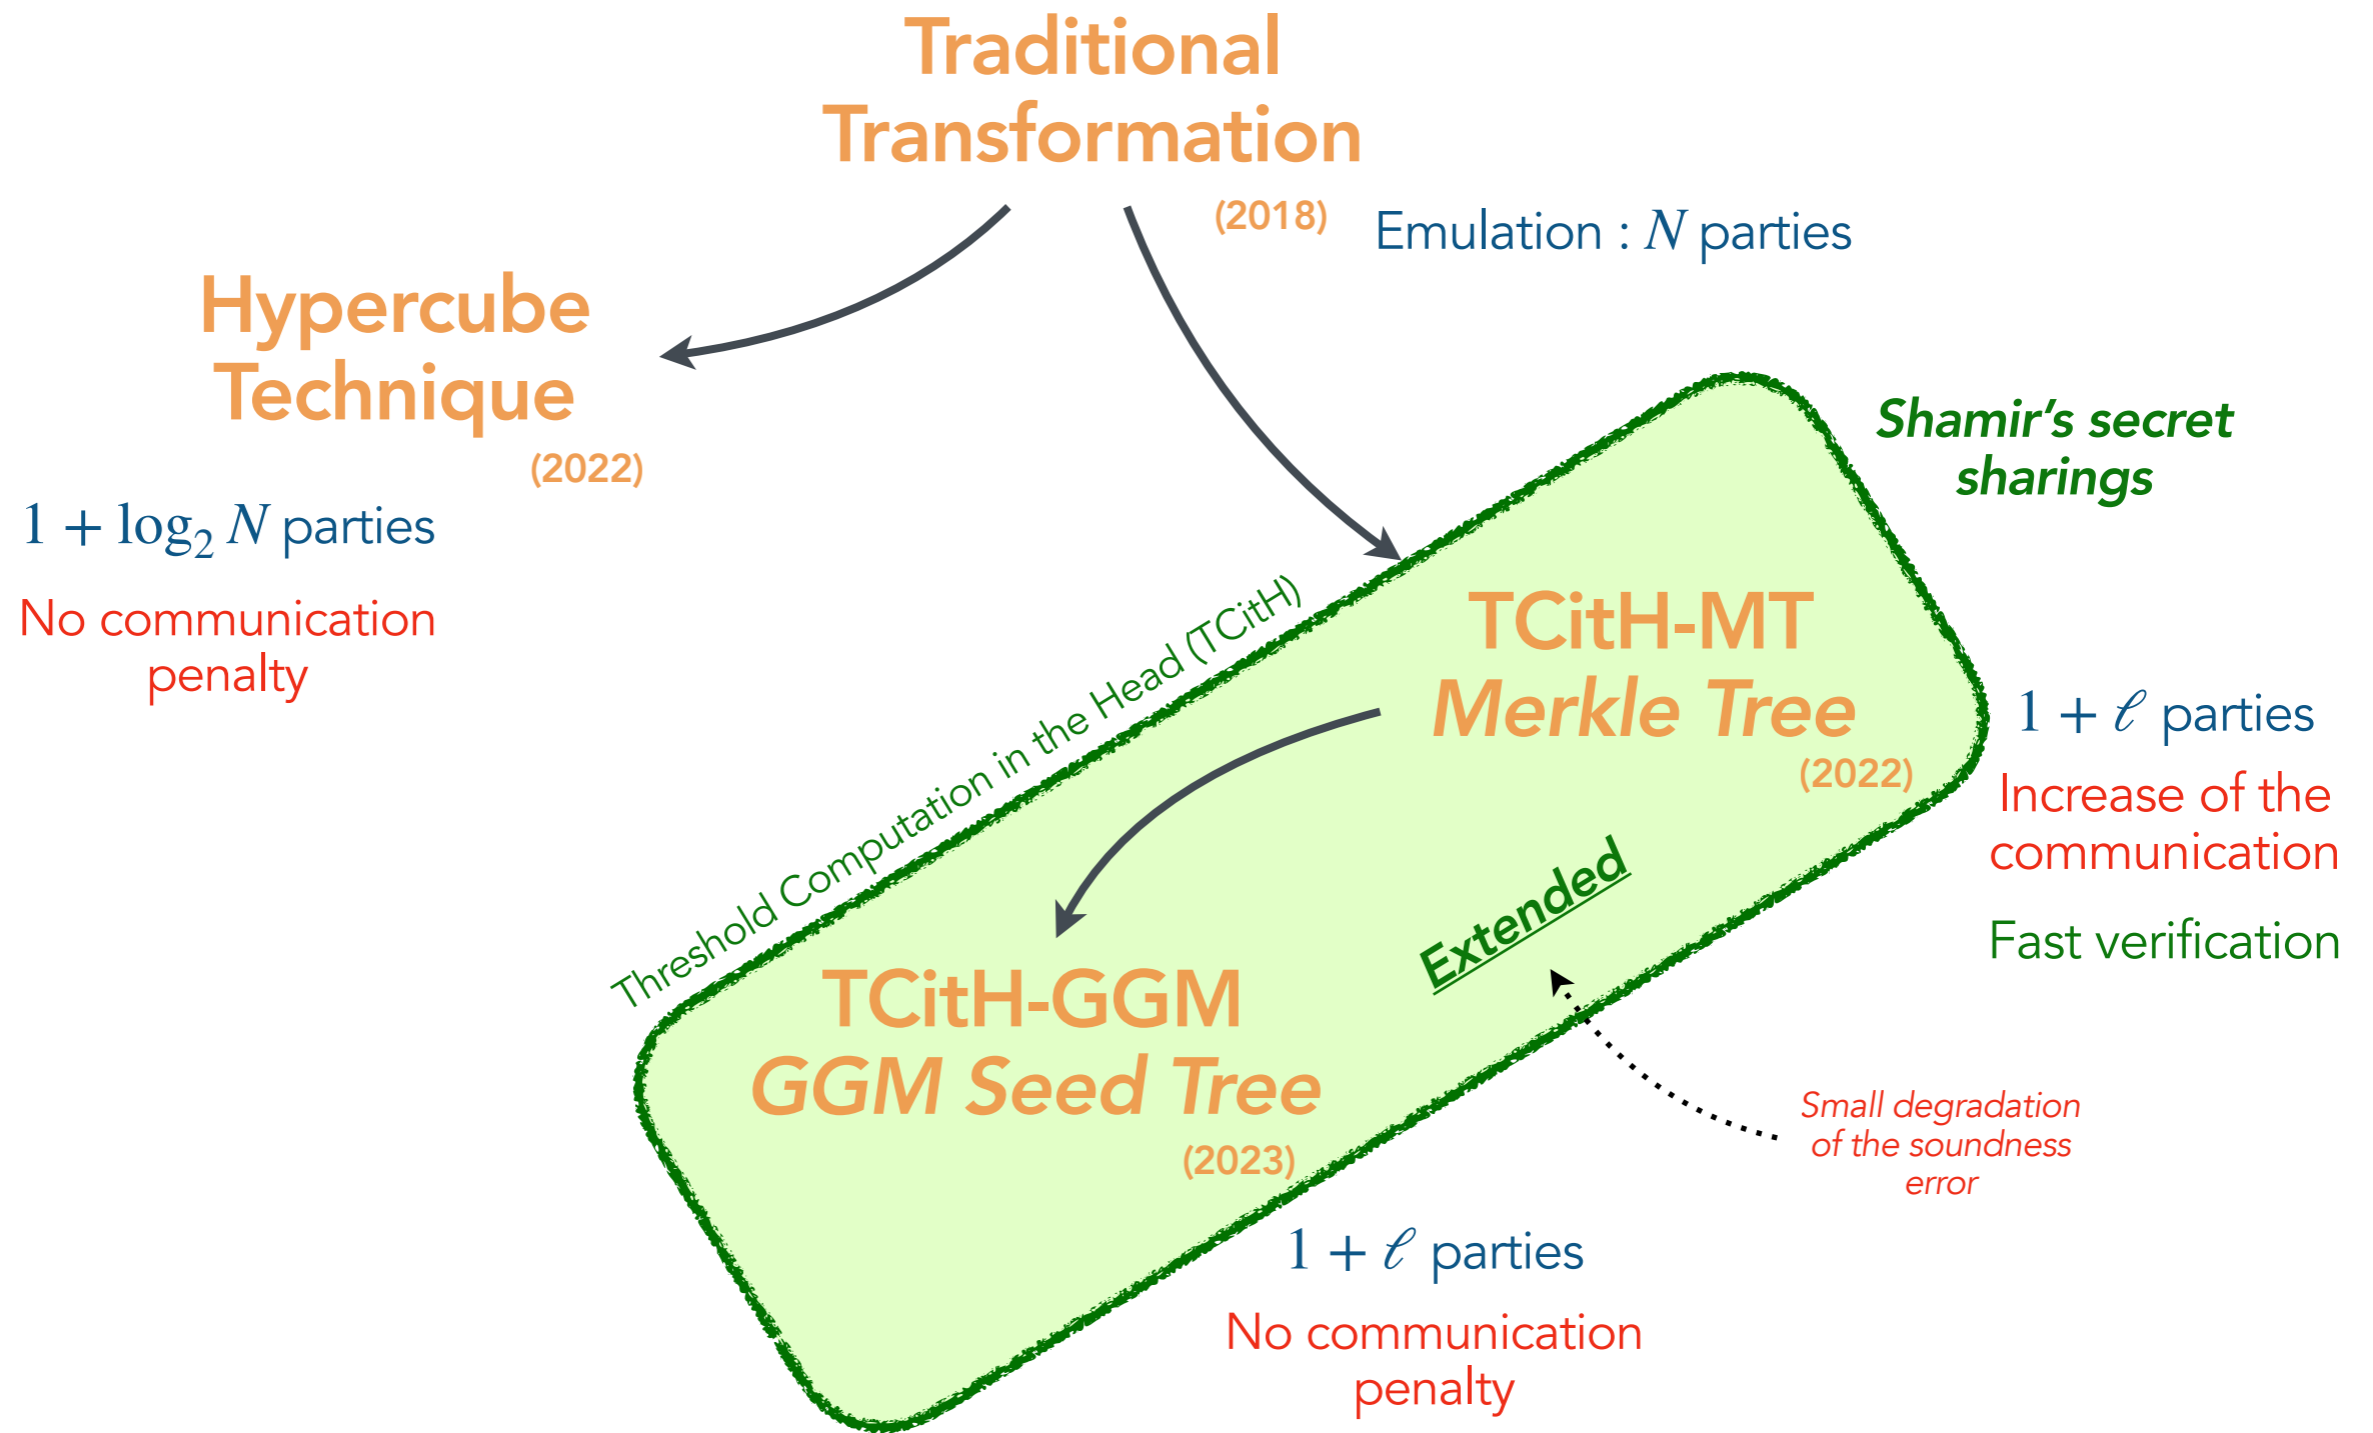 Traditional
Transformation
(2018)
Emulation : N parties
Hypercube
Technique
(2022)
1 + log₂ N parties
No communication
penalty
Shamir’s secret
sharings
Threshold Computation in the Head (TCitH)
TCitH-MT
Merkle Tree
(2022)
1 + ℓ parties
Increase of the
communication
Fast verification
Extended
TCitH-GGM
GGM Seed Tree
(2023)
Small degradation
of the soundness
error
1 + ℓ parties
No communication
penalty